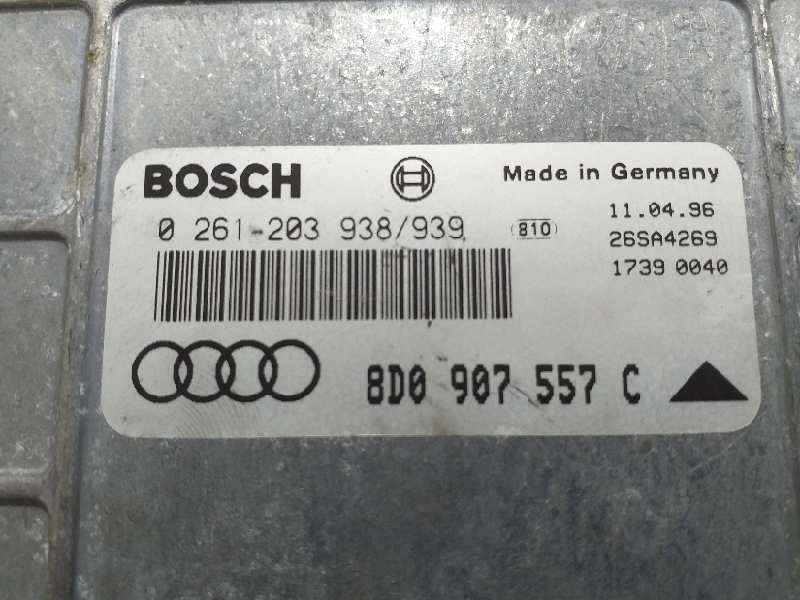 BOSCH
Made in Germany
0 261-203 938/939
810
11.04.96
26SA4269
1739 0040
8D0 907 557 C